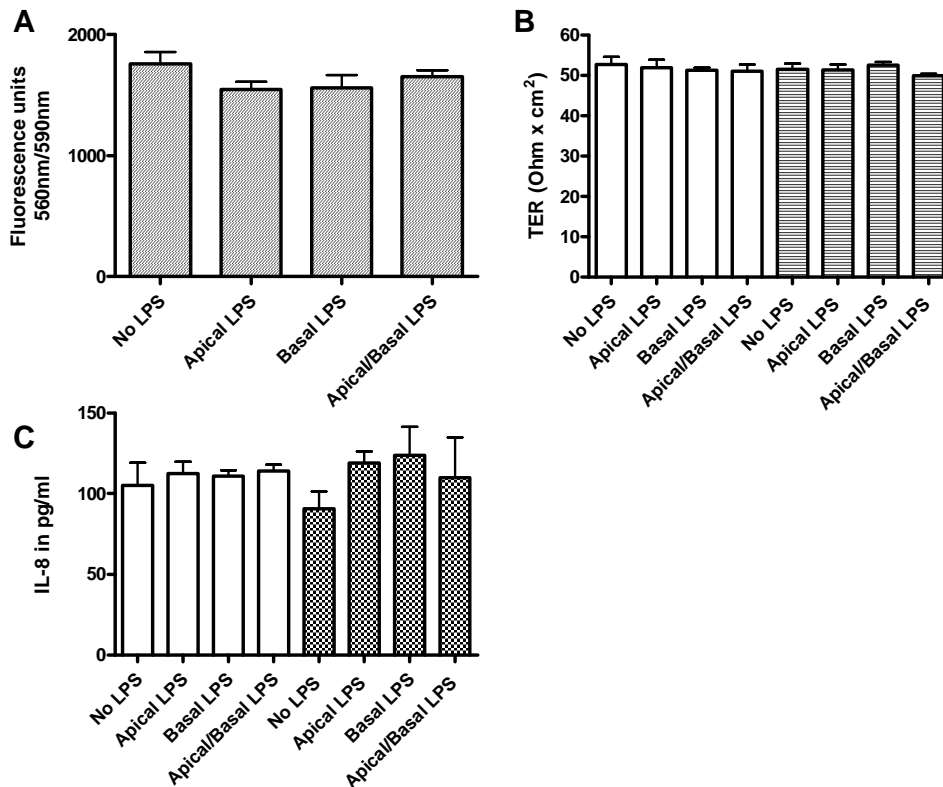 A
Fluorescence units
560nm/590nm
2000
1000
0
No LPS
Apical LPS
Basal LPS
Apical/Basal LPS
B
TER (Ohm x cm²)
60
50
40
30
20
10
0
No LPS
Apical LPS
Basal LPS
Apical/Basal LPS
No LPS
Apical LPS
Basal LPS
Apical/Basal LPS
C
IL-8 in pg/ml
150
100
50
0
No LPS
Apical LPS
Basal LPS
Apical/Basal LPS
No LPS
Apical LPS
Basal LPS
Apical/Basal LPS